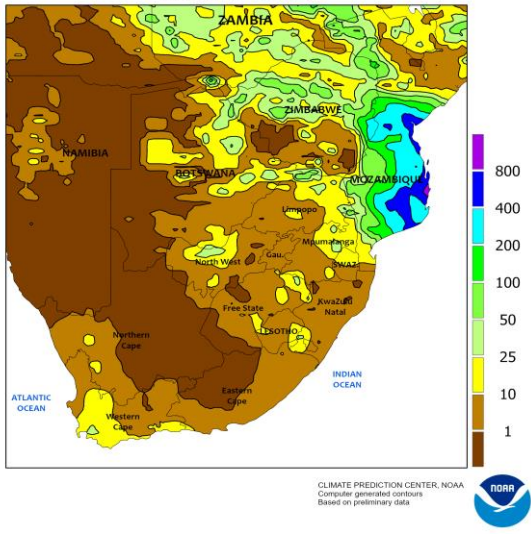 ZAMBIA
ZIMBABWE
NAMIBIA
BOTSWANA
MOZAMBIQUE
Limpopo
Mpumalanga
Gau.
North West
SWAZ.
KwaZulu
Natal
Free State
LESOTHO
Northern
Cape
Eastern
Cape
Western
Cape
ATLANTIC
OCEAN
INDIAN
OCEAN
800
400
200
100
50
25
10
1
CLIMATE PREDICTION CENTER, NOAA
Computer generated contours
Based on preliminary data
NOAA